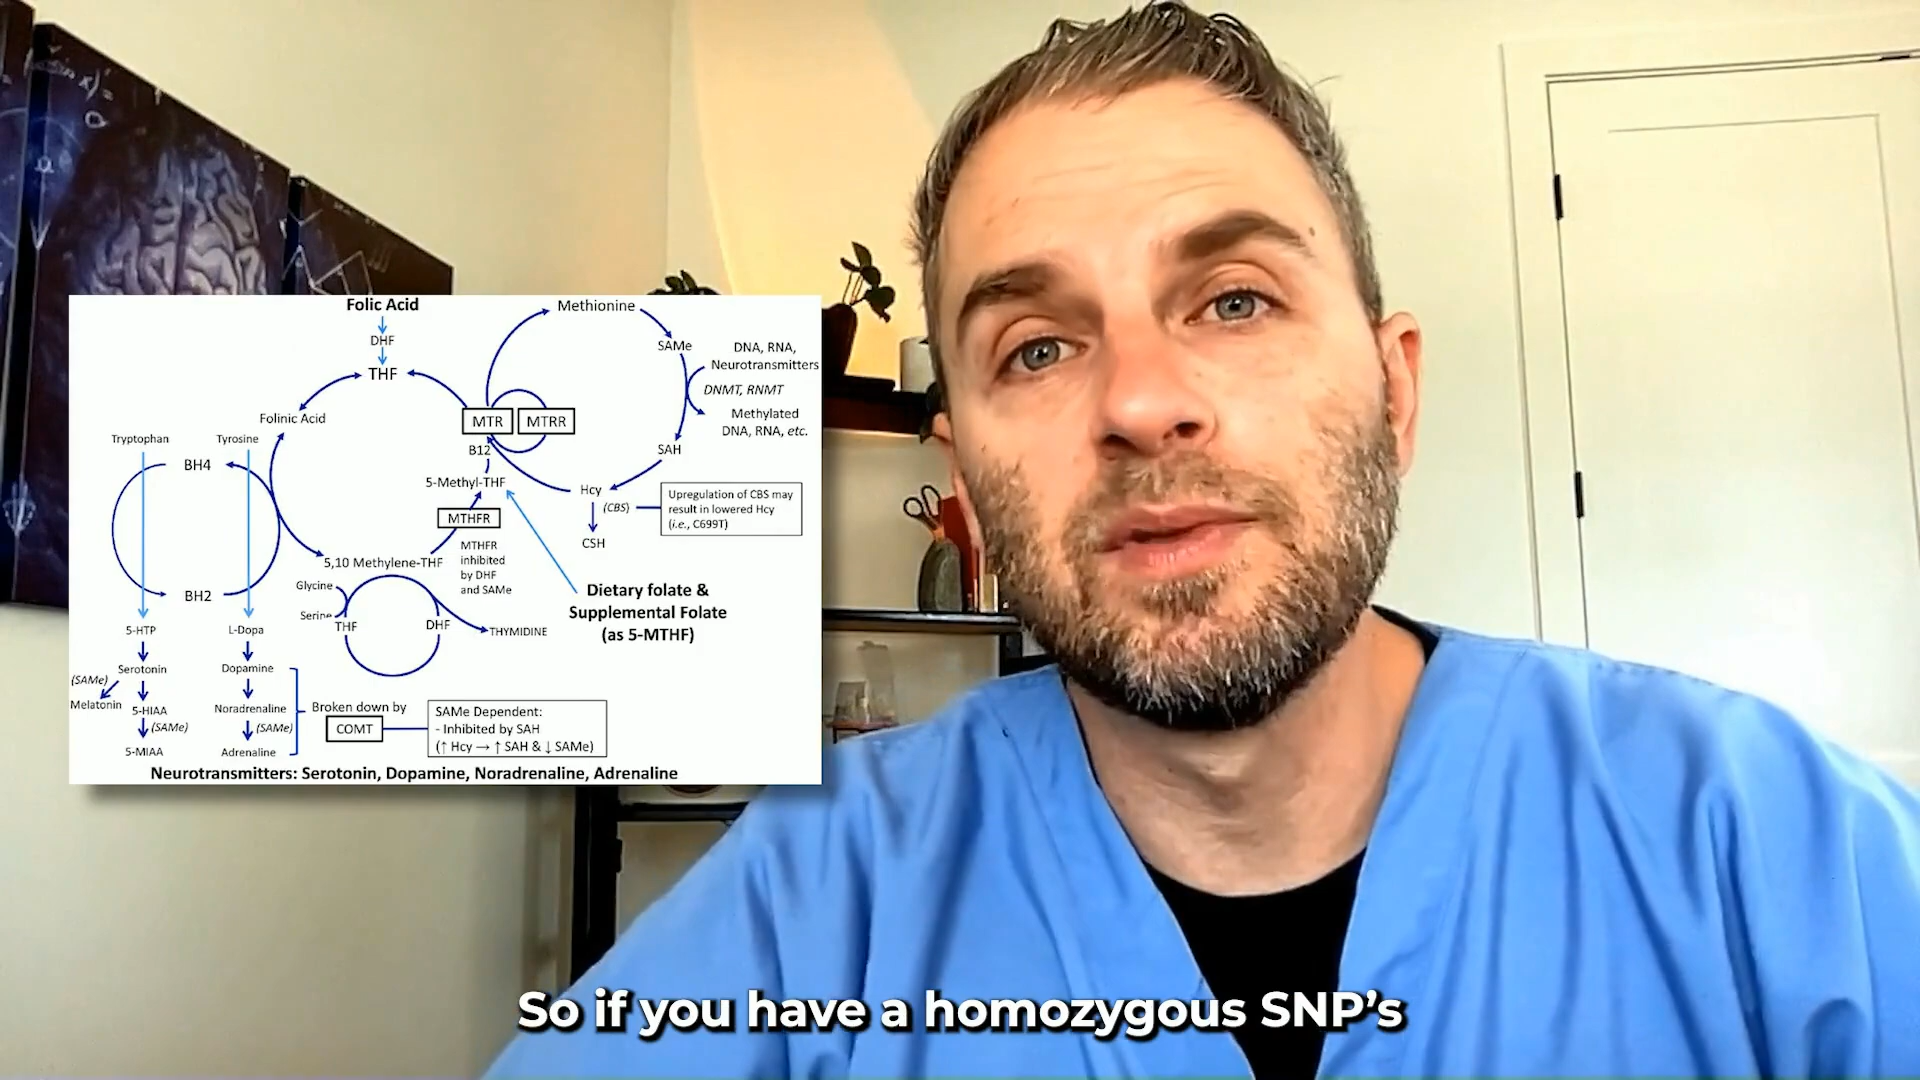 Folic Acid
DHF
THF
Folinic Acid
Tryptophan
Tyrosine
BH4
BH2
5-HTP
Serotonin
(SAMe)
Melatonin
5-HIAA
(SAMe)
5-MIAA
L-Dopa
Dopamine
Noradrenaline
(SAMe)
Adrenaline
Broken down by
COMT
SAMe Dependent:
- Inhibited by SAH
(↑ Hcy → ↑ SAH & ↓ SAMe)
Neurotransmitters: Serotonin, Dopamine, Noradrenaline, Adrenaline
Methionine
SAMe
DNA, RNA,
Neurotransmitters
DNMT, RNMT
Methylated
DNA, RNA, etc.
SAH
MTR
MTRR
B12
5-Methyl-THF
MTHFR
MTHFR
inhibited
by DHF
and SAMe
Hcy
(CBS)
CSH
Upregulation of CBS may
result in lowered Hcy
(i.e., C699T)
5,10 Methylene-THF
Glycine
Serine
THF
DHF
THYMIDINE
Dietary folate &
Supplemental Folate
(as 5-MTHF)
So if you have a homozygous SNP's